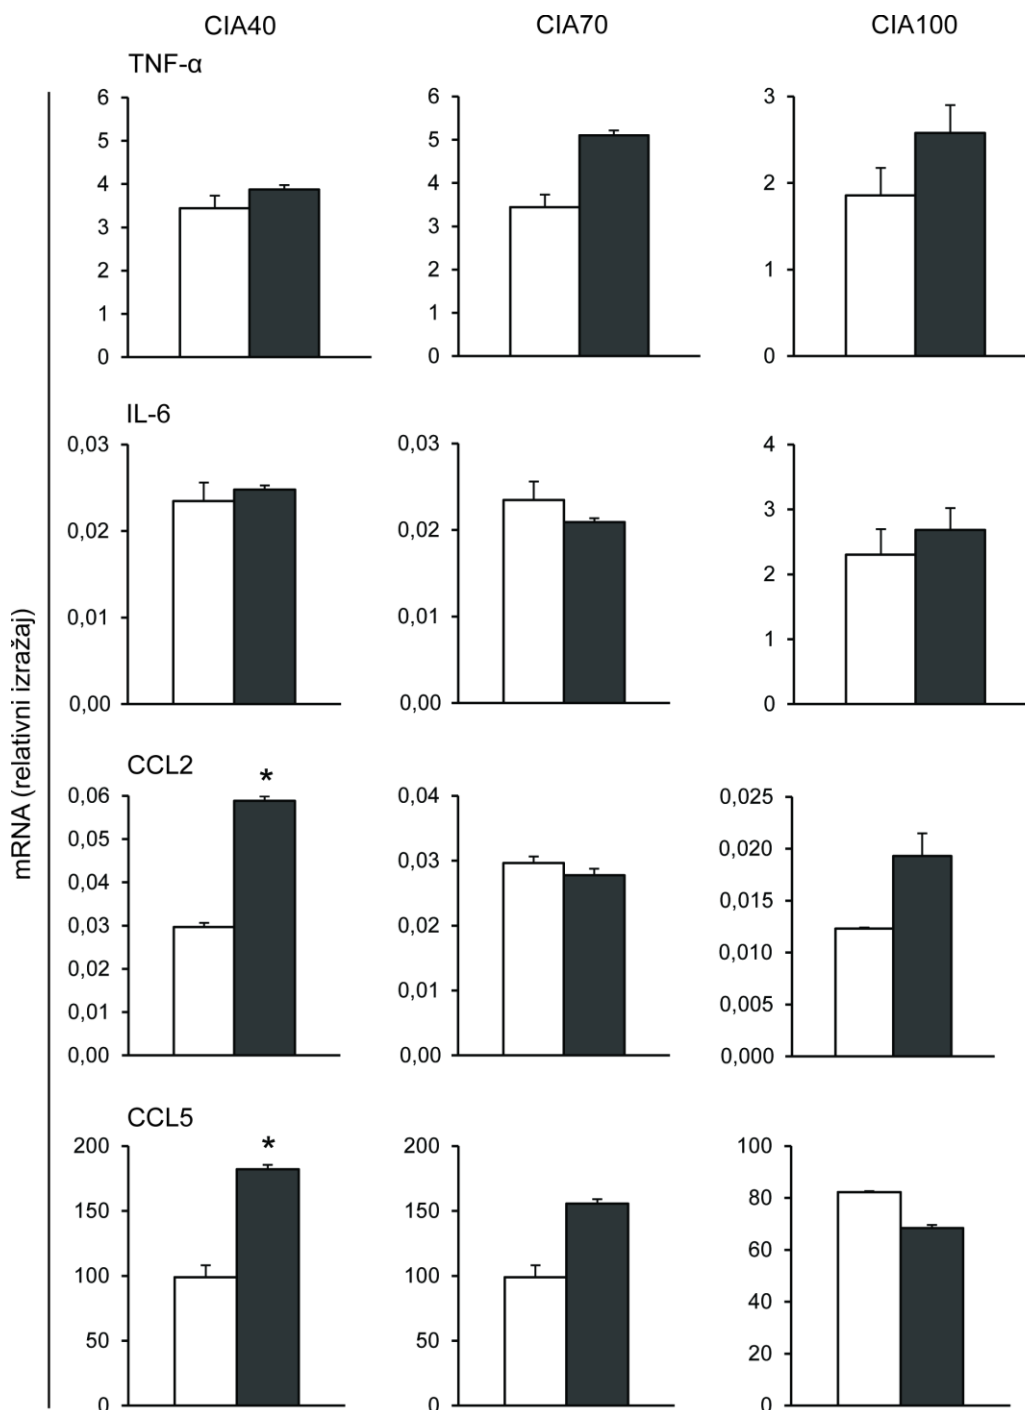 CIA40 CIA70 CIA100
TNF-α
6 6 3
5 5
4 4 2
3 3
2 2 1
1 1
0 0 0
IL-6
0,03 0,03 4
3
0,02 0,02
2
0,01 0,01
1
0,00 0,00 0
mRNA (relativni izražaj)
CCL2
*
0,06 0,04 0,025
0,05 0,020
0,04 0,03
0,015
0,03 0,02
0,010
0,02
0,01 0,01 0,005
0,00 0,00 0,000
CCL5
*
200 200 100
150 150 80
60
100 100
40
50 50
20
0 0 0